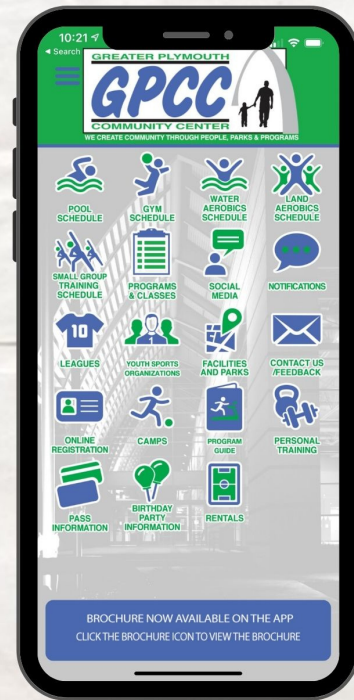 10:21
Search
GREATER PLYMOUTH
GPCC
COMMUNITY CENTER
WE CREATE COMMUNITY THROUGH PEOPLE, PARKS & PROGRAMS
POOL
SCHEDULE
GYM
SCHEDULE
WATER
AEROBICS
SCHEDULE
LAND
AEROBICS
SCHEDULE
SMALL GROUP
TRAINING
SCHEDULE
PROGRAMS
& CLASSES
SOCIAL
MEDIA
NOTIFICATIONS
10
LEAGUES
YOUTH SPORTS
ORGANIZATIONS
FACILITIES
AND PARKS
CONTACT US
/FEEDBACK
ONLINE
REGISTRATION
CAMPS
PROGRAM
GUIDE
PERSONAL
TRAINING
PASS
INFORMATION
BIRTHDAY
PARTY
INFORMATION
RENTALS
BROCHURE NOW AVAILABLE ON THE APP
CLICK THE BROCHURE ICON TO VIEW THE BROCHURE